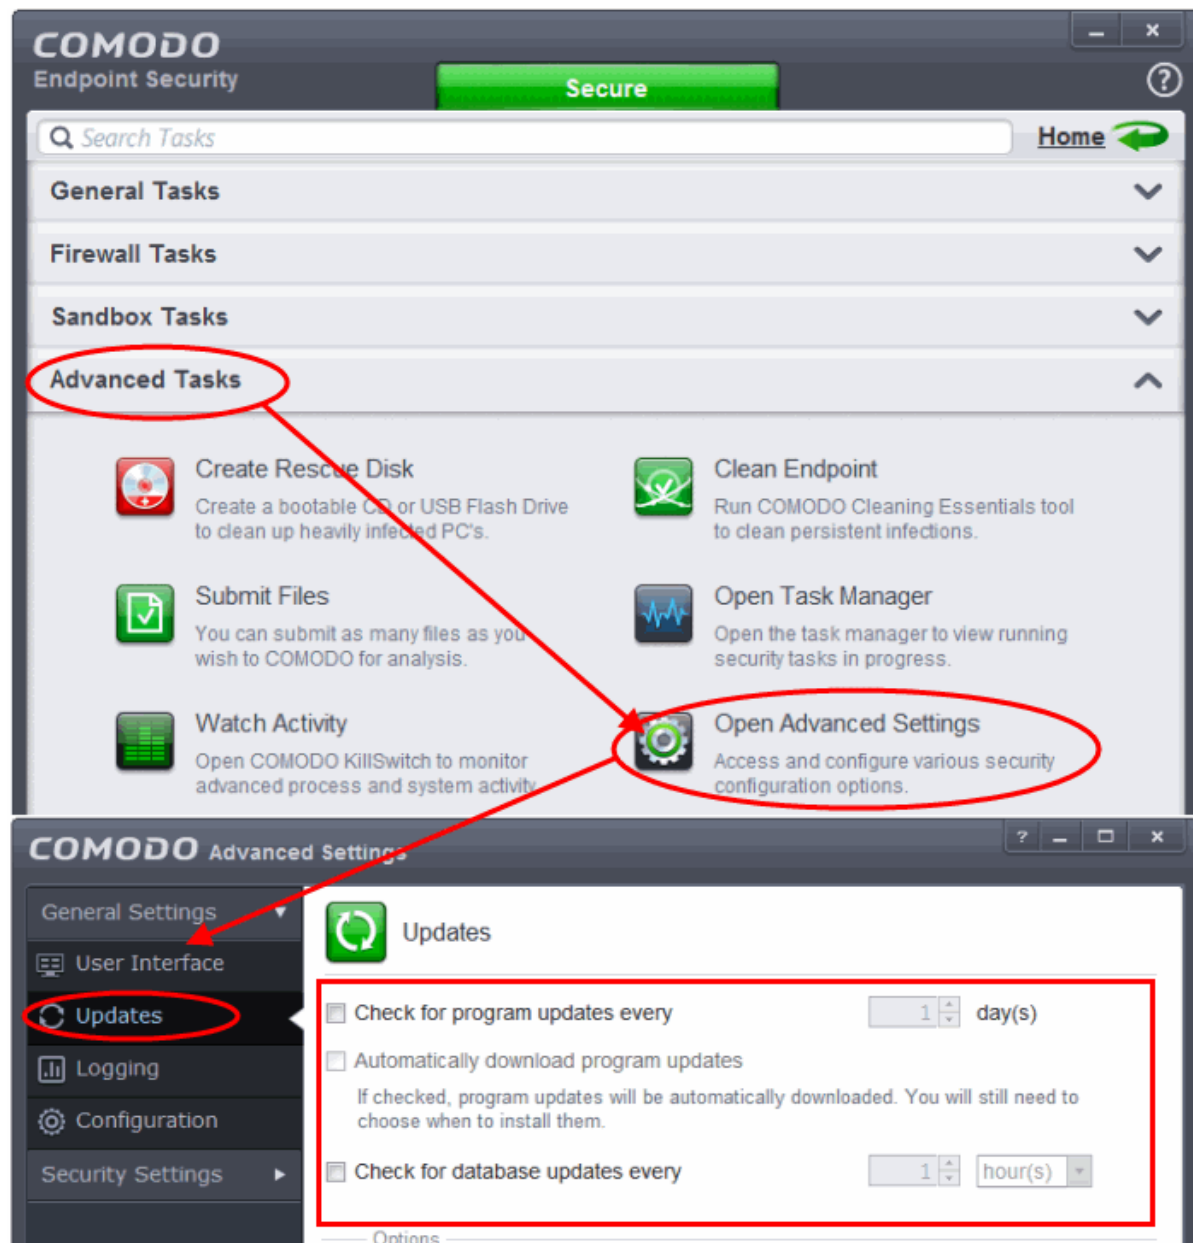 COMODO
Endpoint Security
Secure
?
Search Tasks
Home
General Tasks
Firewall Tasks
Sandbox Tasks
Advanced Tasks
Create Rescue Disk
Create a bootable CD or USB Flash Drive
to clean up heavily infected PC's.
Clean Endpoint
Run COMODO Cleaning Essentials tool
to clean persistent infections.
Submit Files
You can submit as many files as you
wish to COMODO for analysis.
Open Task Manager
Open the task manager to view running
security tasks in progress.
Watch Activity
Open COMODO KillSwitch to monitor
advanced process and system activity.
Open Advanced Settings
Access and configure various security
configuration options.
COMODO Advanced Settings
?
General Settings
User Interface
Updates
Logging
Configuration
Security Settings
Updates
Check for program updates every 1 day(s)
Automatically download program updates
If checked, program updates will be automatically downloaded. You will still need to
choose when to install them.
Check for database updates every 1 hour(s)
Options